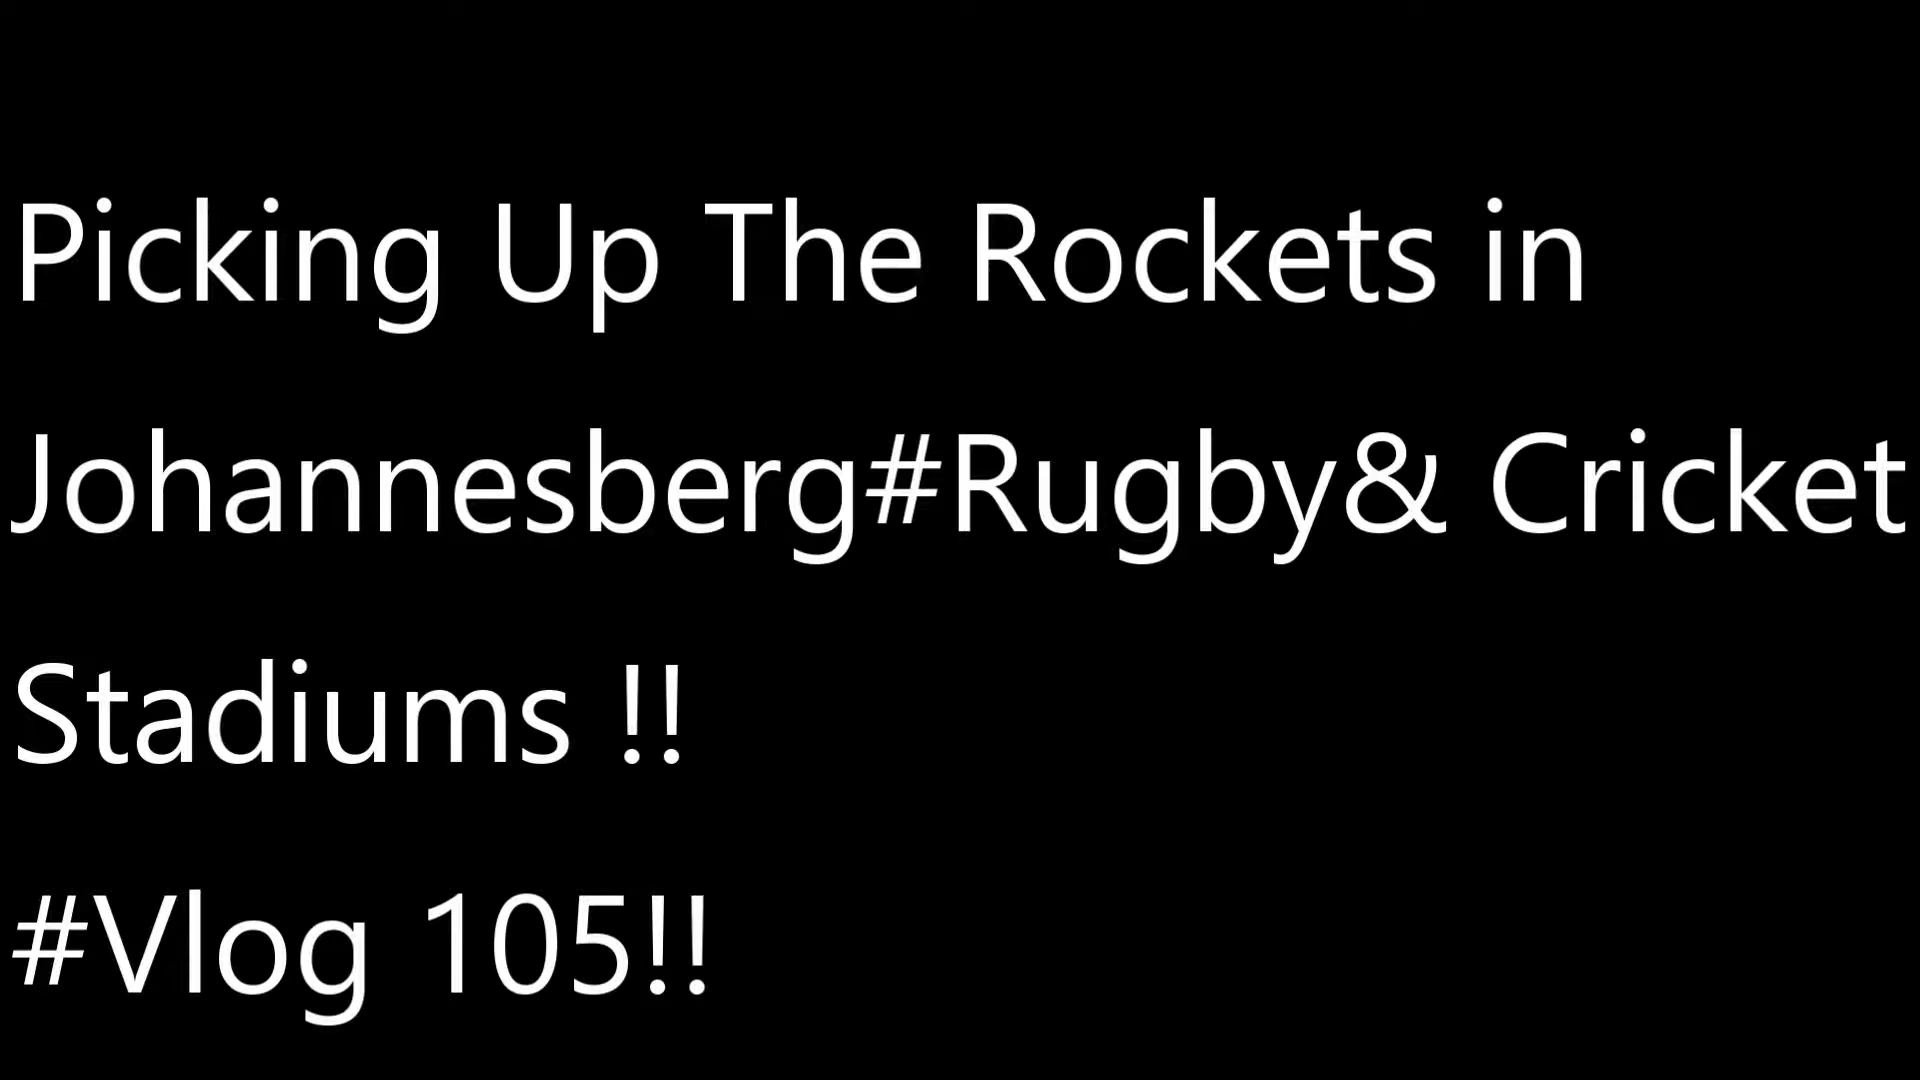 Picking Up The Rockets in
Johannesberg#Rugby& Cricket
Stadiums !!
#Vlog 105!!